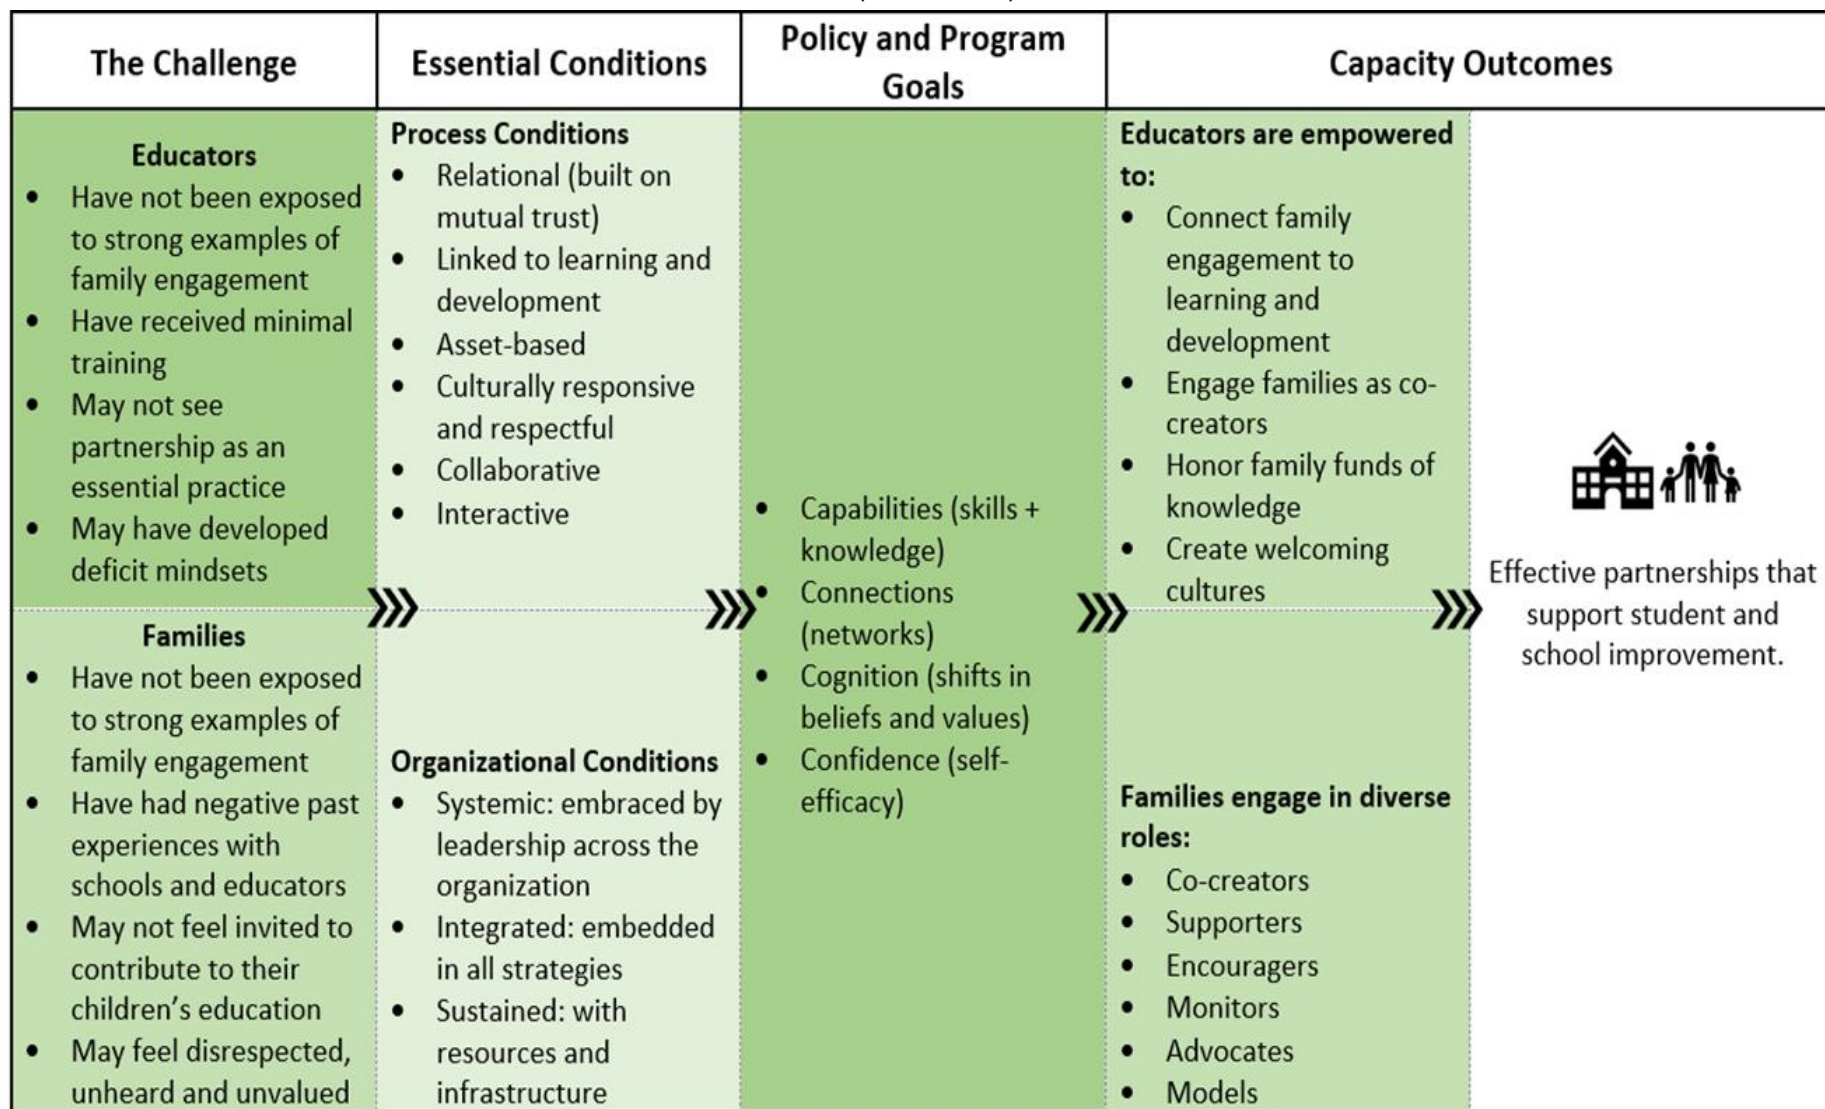 The Challenge
Essential Conditions
Policy and Program
Goals
Capacity Outcomes
Educators
• Have not been exposed
to strong examples of
family engagement
• Have received minimal
training
• May not see
partnership as an
essential practice
• May have developed
deficit mindsets
Families
• Have not been exposed
to strong examples of
family engagement
• Have had negative past
experiences with
schools and educators
• May not feel invited to
contribute to their
children’s education
• May feel disrespected,
unheard and unvalued
Process Conditions
• Relational (built on
mutual trust)
• Linked to learning and
development
• Asset-based
• Culturally responsive
and respectful
• Collaborative
• Interactive
Organizational Conditions
• Systemic: embraced by
leadership across the
organization
• Integrated: embedded
in all strategies
• Sustained: with
resources and
infrastructure
• Capabilities (skills +
knowledge)
• Connections
(networks)
• Cognition (shifts in
beliefs and values)
• Confidence (self-
efficacy)
Educators are empowered
to:
• Connect family
engagement to
learning and
development
• Engage families as co-
creators
• Honor family funds of
knowledge
• Create welcoming
cultures
Families engage in diverse
roles:
• Co-creators
• Supporters
• Encouragers
• Monitors
• Advocates
• Models
Effective partnerships that
support student and
school improvement.